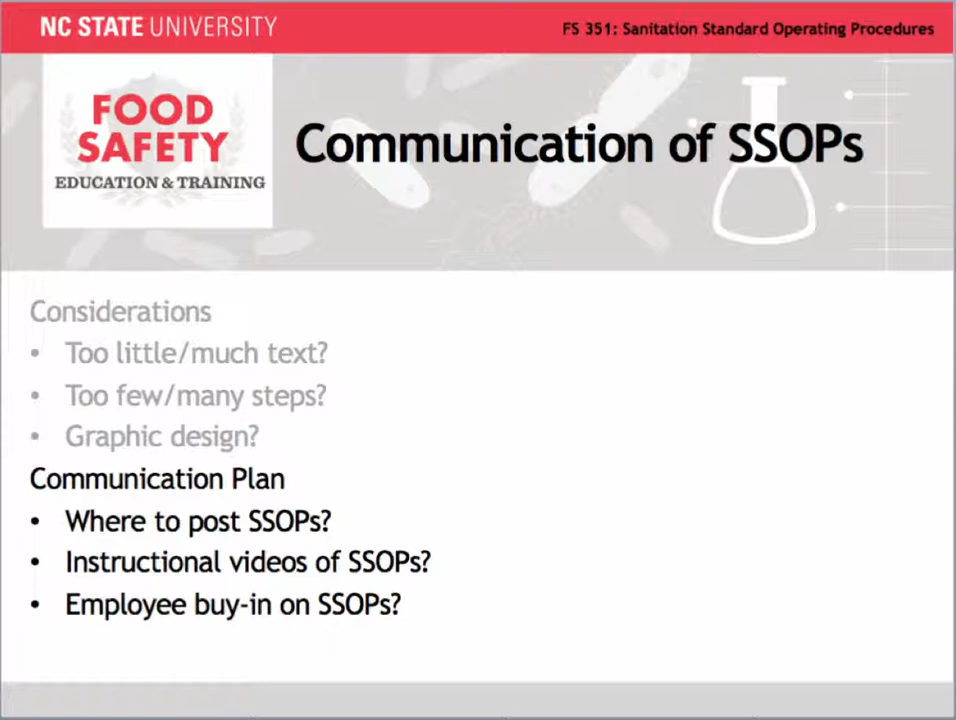 NC STATE UNIVERSITY
FS 351: Sanitation Standard Operating Procedures
FOOD
SAFETY
EDUCATION & TRAINING
Communication of SSOPs
Considerations
• Too little/much text?
• Too few/many steps?
• Graphic design?
Communication Plan
• Where to post SSOPs?
• Instructional videos of SSOPs?
• Employee buy-in on SSOPs?